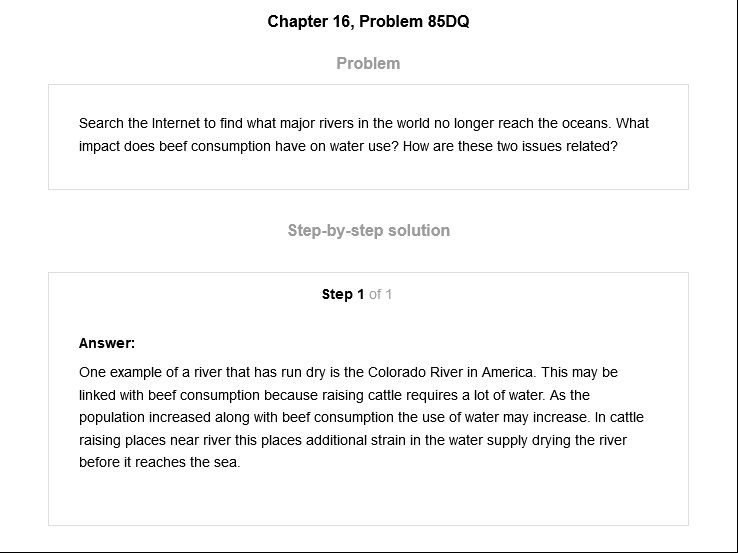 Chapter 16, Problem 85DQ
Problem
Search the Internet to find what major rivers in the world no longer reach the oceans. What
impact does beef consumption have on water use? How are these two issues related?
Step-by-step solution
Step 1 of 1
Answer:
One example of a river that has run dry is the Colorado River in America. This may be
linked with beef consumption because raising cattle requires a lot of water. As the
population increased along with beef consumption the use of water may increase. In cattle
raising places near river this places additional strain in the water supply drying the river
before it reaches the sea.